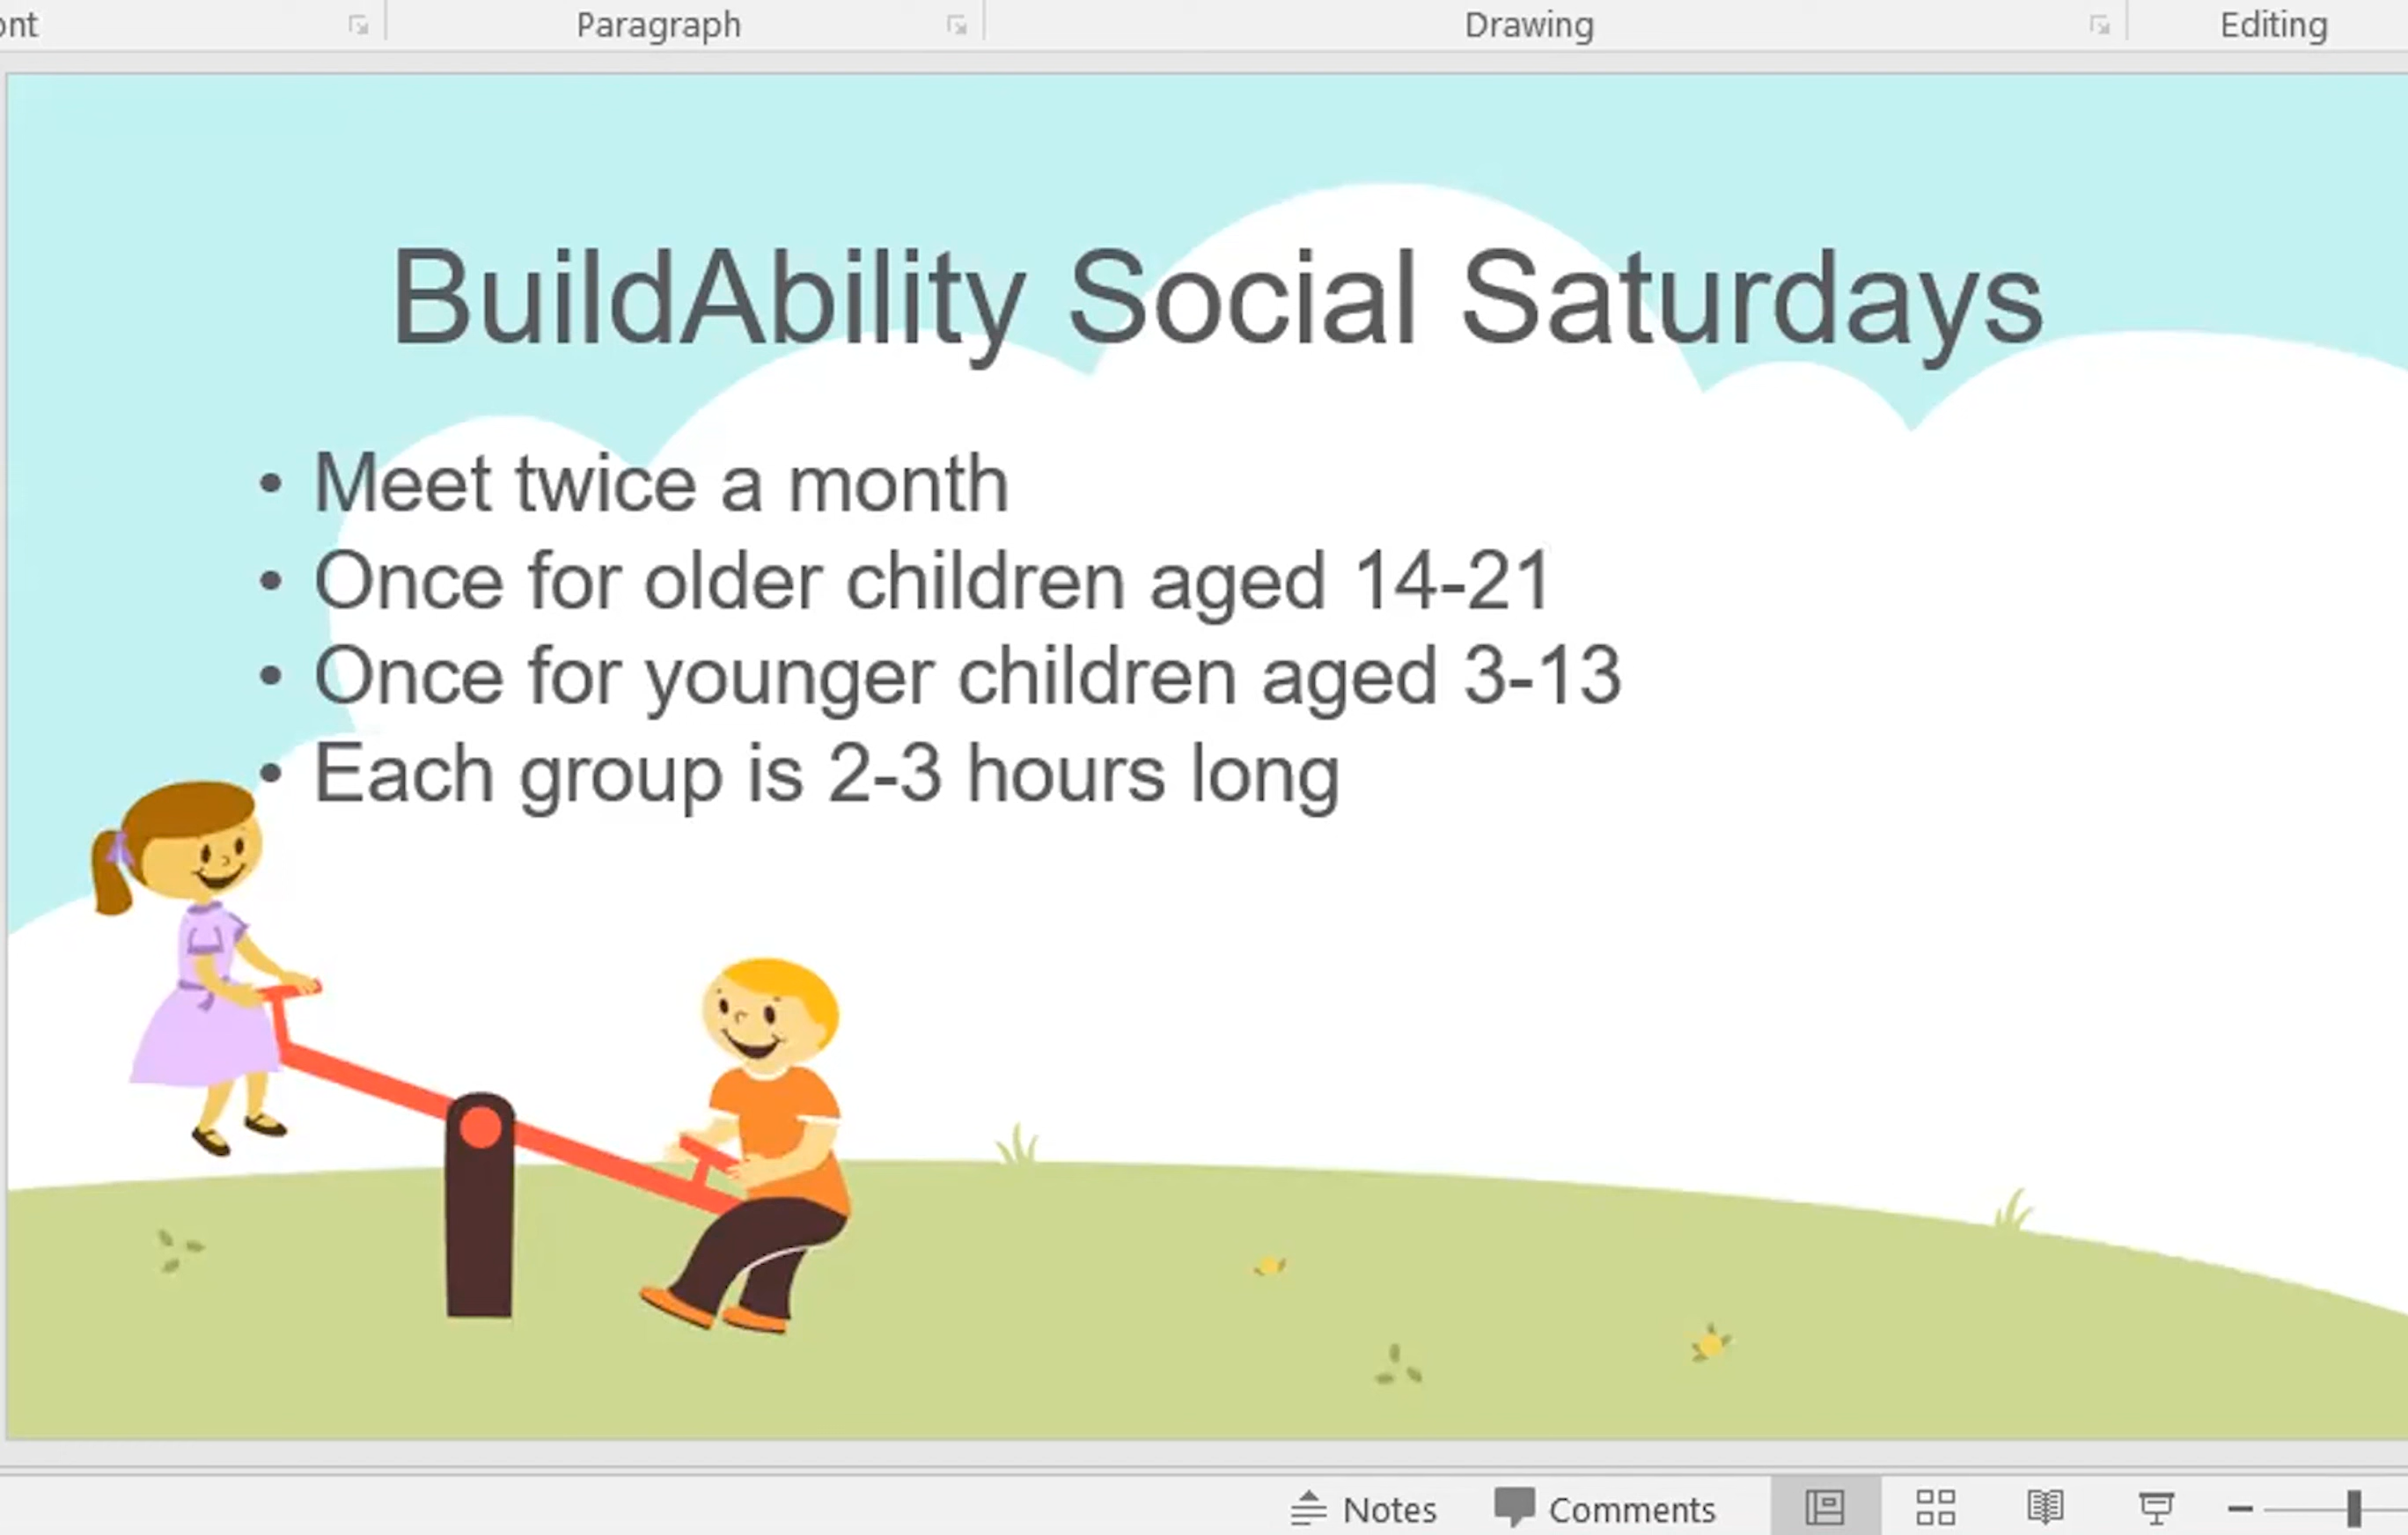 ont Paragraph Drawing Editing
BuildAbility Social Saturdays
• Meet twice a month
• Once for older children aged 14-21
• Once for younger children aged 3-13
• Each group is 2-3 hours long
Notes Comments